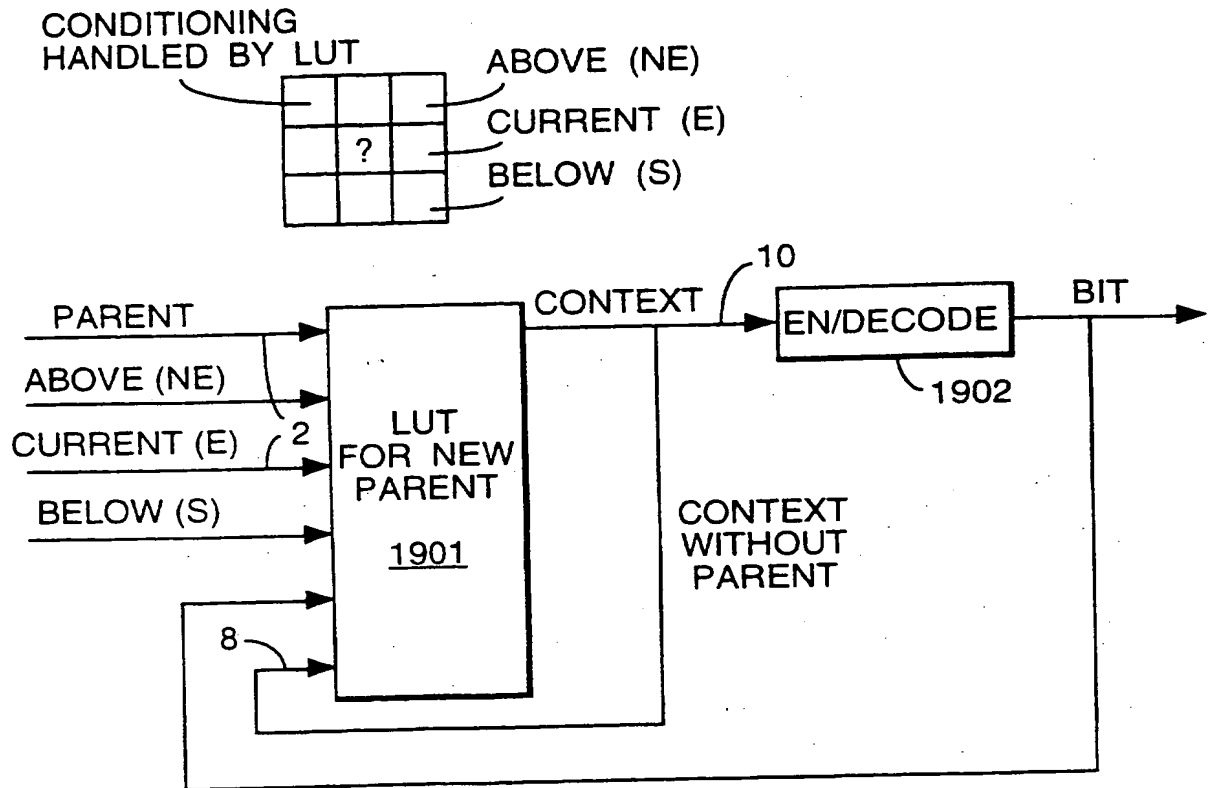 CONDITIONING
HANDLED BY LUT
ABOVE (NE)
CURRENT (E)
?
BELOW (S)
10
PARENT
CONTEXT
BIT
EN/DECODE
1902
ABOVE (NE)
2
CURRENT (E)
LUT
FOR NEW
PARENT
1901
BELOW (S)
CONTEXT
WITHOUT
PARENT
8